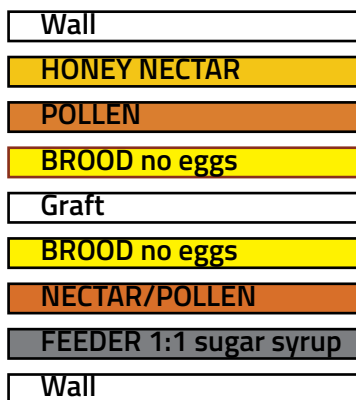 Wall
HONEY NECTAR
POLLEN
BROOD no eggs
Graft
BROOD no eggs
NECTAR/POLLEN
FEEDER 1:1 sugar syrup
Wall